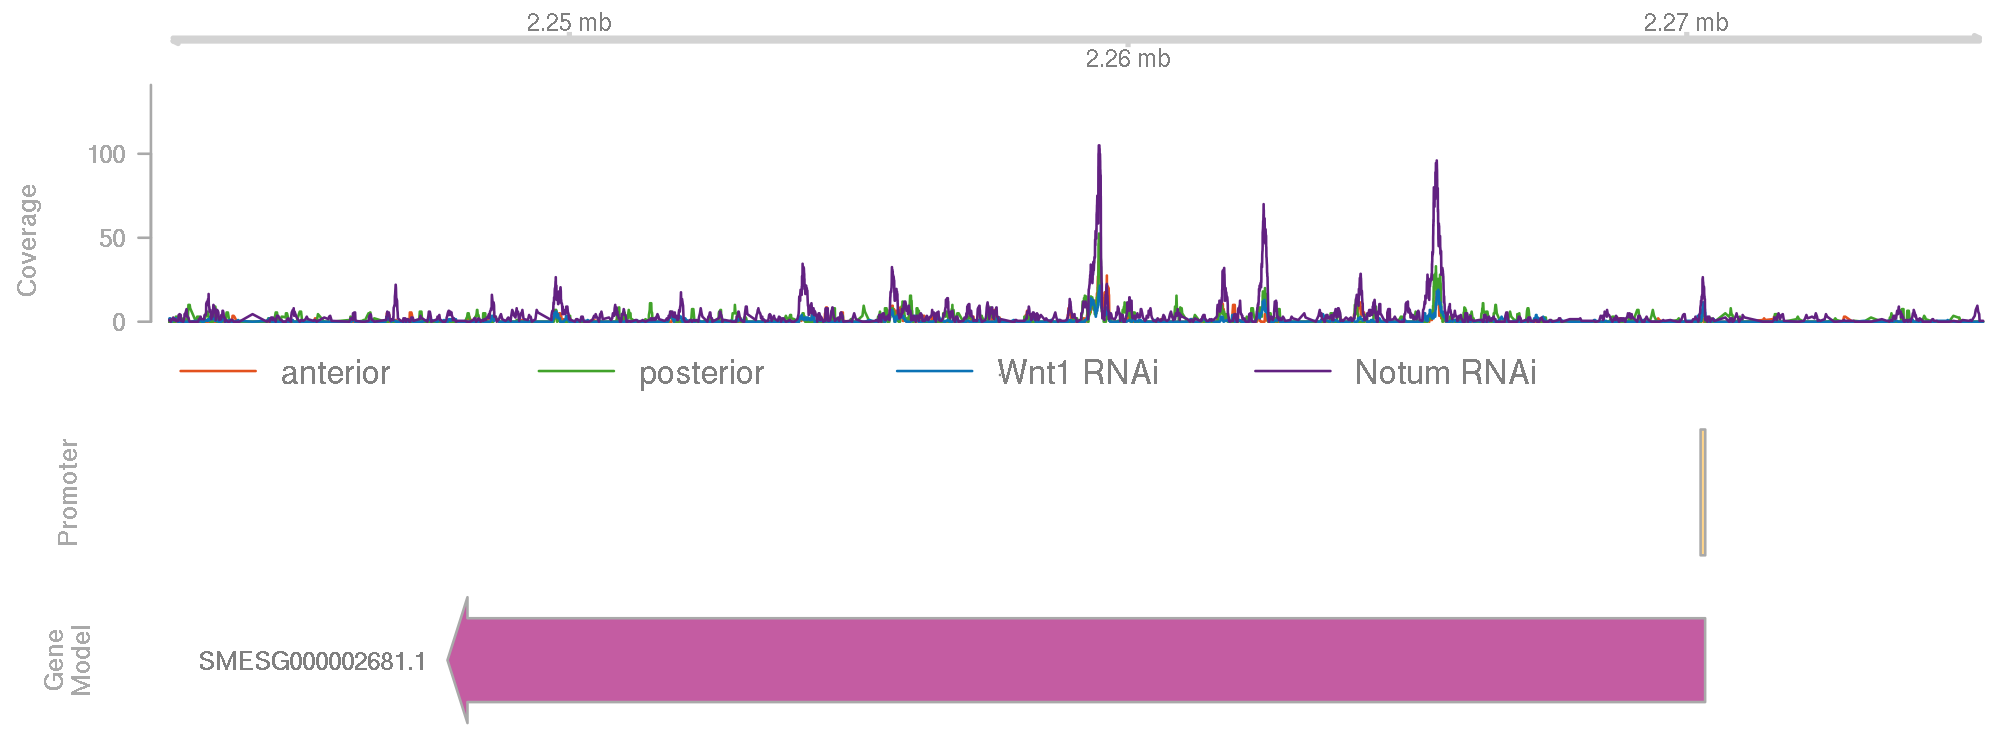 2.25 mb
2.27 mb
2.26 mb
Coverage
100
50
0
anterior
posterior
Wnt1 RNAi
Notum RNAi
Promoter
Gene
Model
SMESG000002681.1